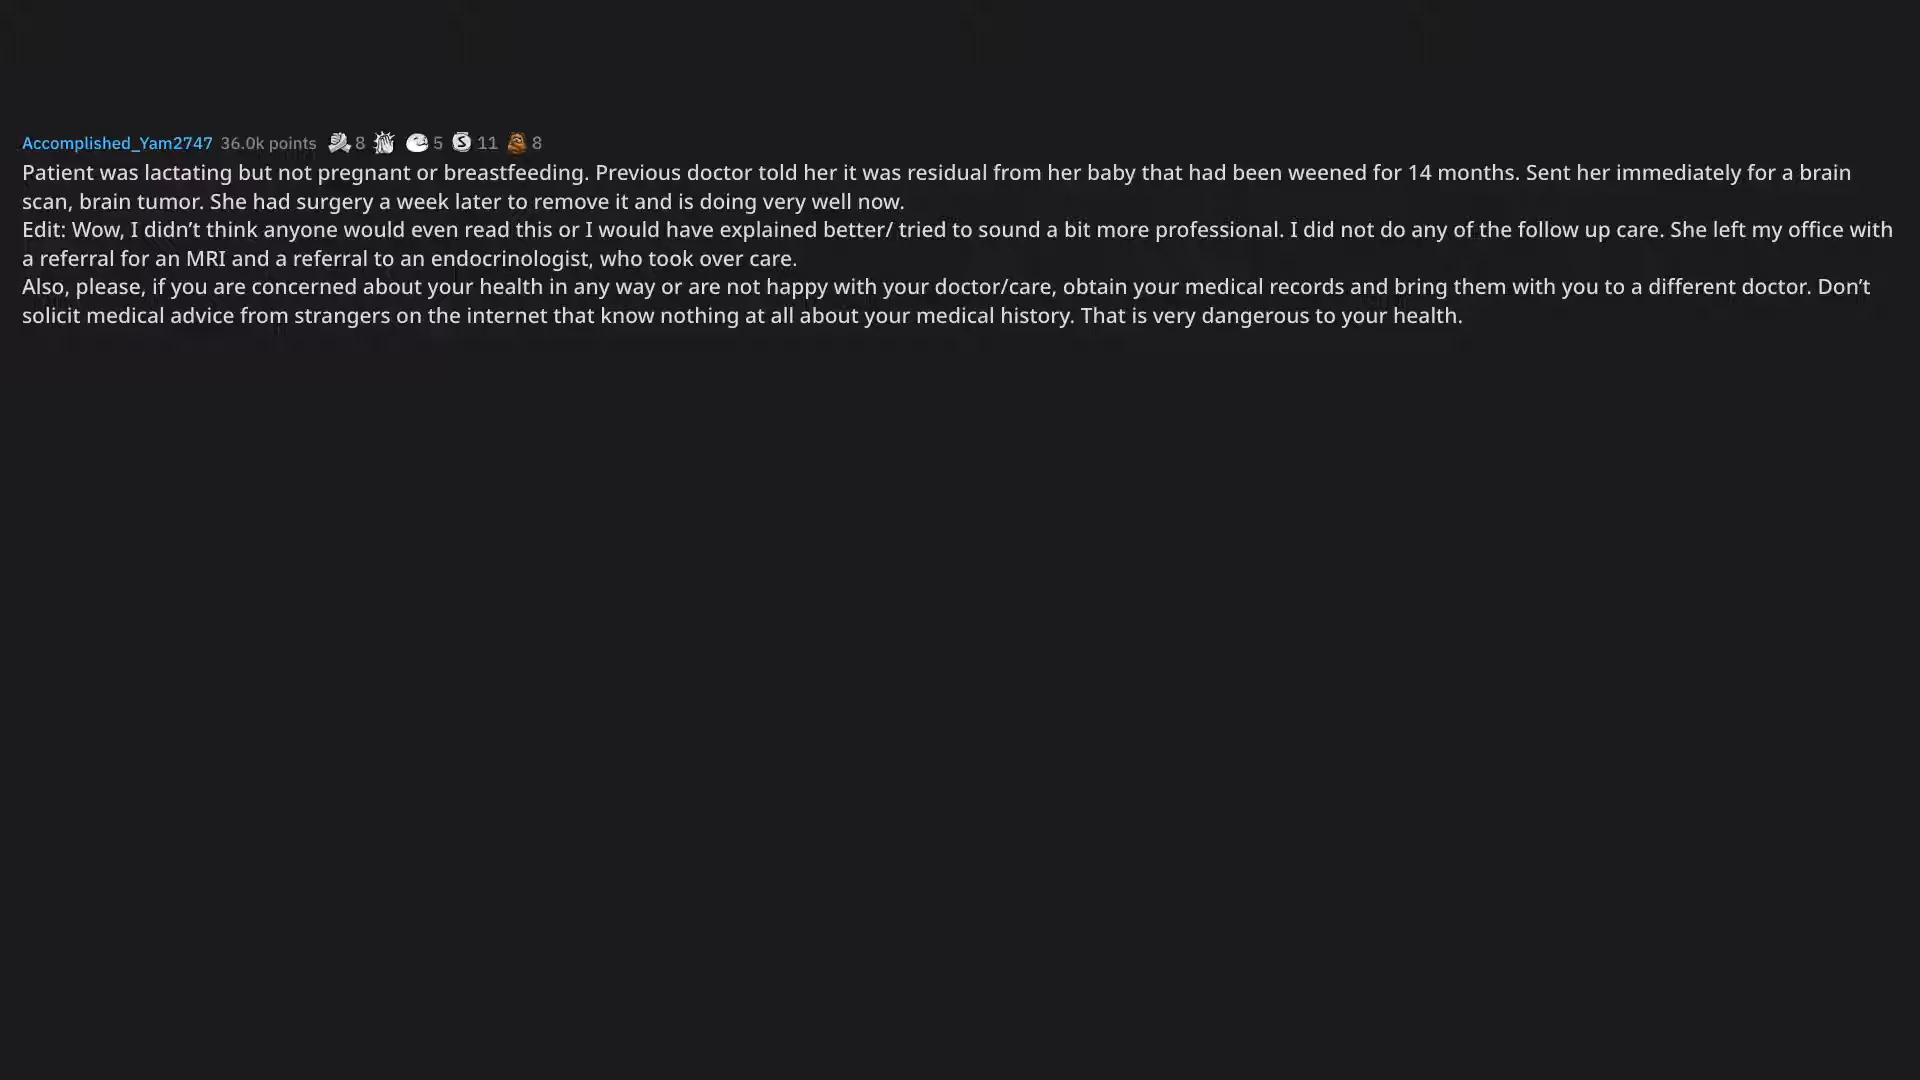 Accomplished_Yam2747 36.0k points 8 5 11 8
Patient was lactating but not pregnant or breastfeeding. Previous doctor told her it was residual from her baby that had been weened for 14 months. Sent her immediately for a brain
scan, brain tumor. She had surgery a week later to remove it and is doing very well now.
Edit: Wow, I didn’t think anyone would even read this or I would have explained better/ tried to sound a bit more professional. I did not do any of the follow up care. She left my office with
a referral for an MRI and a referral to an endocrinologist, who took over care.
Also, please, if you are concerned about your health in any way or are not happy with your doctor/care, obtain your medical records and bring them with you to a different doctor. Don’t
solicit medical advice from strangers on the internet that know nothing at all about your medical history. That is very dangerous to your health.